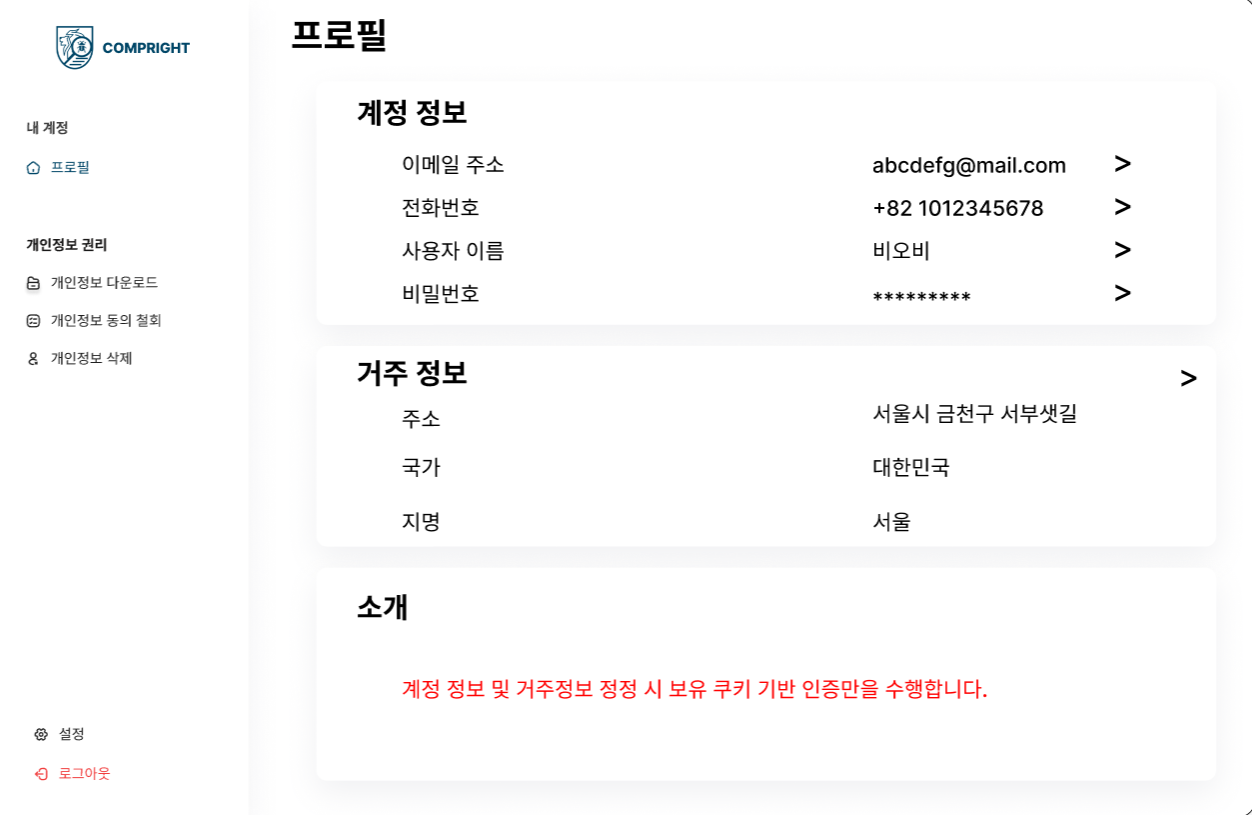 COMPRIGHT
내 계정
프로필
개인정보 권리
개인정보 다운로드
개인정보 동의 철회
개인정보 삭제
설정
로그아웃
프로필
계정 정보
이메일 주소 abcdefg@mail.com >
전화번호 +82 1012345678 >
사용자 이름 비오비 >
비밀번호 ********* >
거주 정보 >
주소 서울시 금천구 서부샛길
국가 대한민국
지명 서울
소개
계정 정보 및 거주정보 정정 시 보유 쿠키 기반 인증만을 수행합니다.